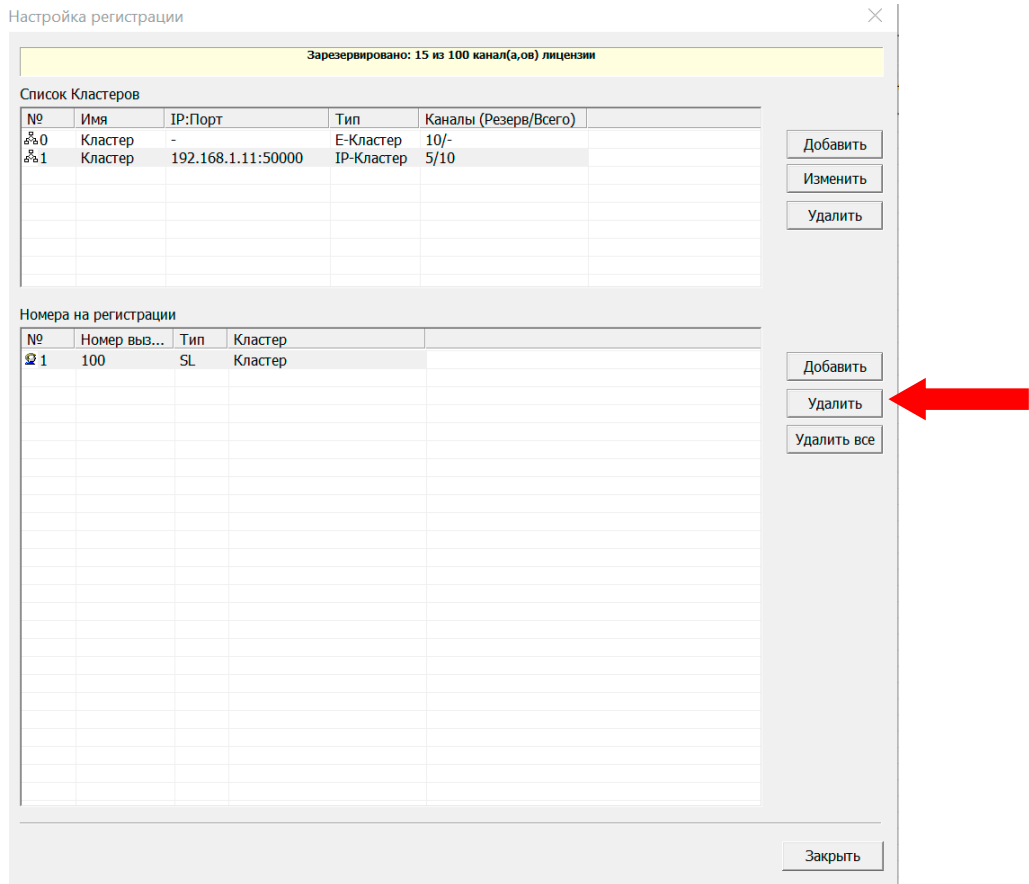 Настройка регистрации
Зарезервировано: 15 из 100 канал(а,ов) лицензии
Список Кластеров
№ Имя IP:Порт Тип Каналы (Резерв/Всего)
0 Кластер - E-Кластер 10/-
1 Кластер 192.168.1.11:50000 IP-Кластер 5/10
Добавить
Изменить
Удалить
Номера на регистрации
№ Номер выз... Тип Кластер
1 100 SL Кластер
Добавить
Удалить
Удалить все
Закрыть